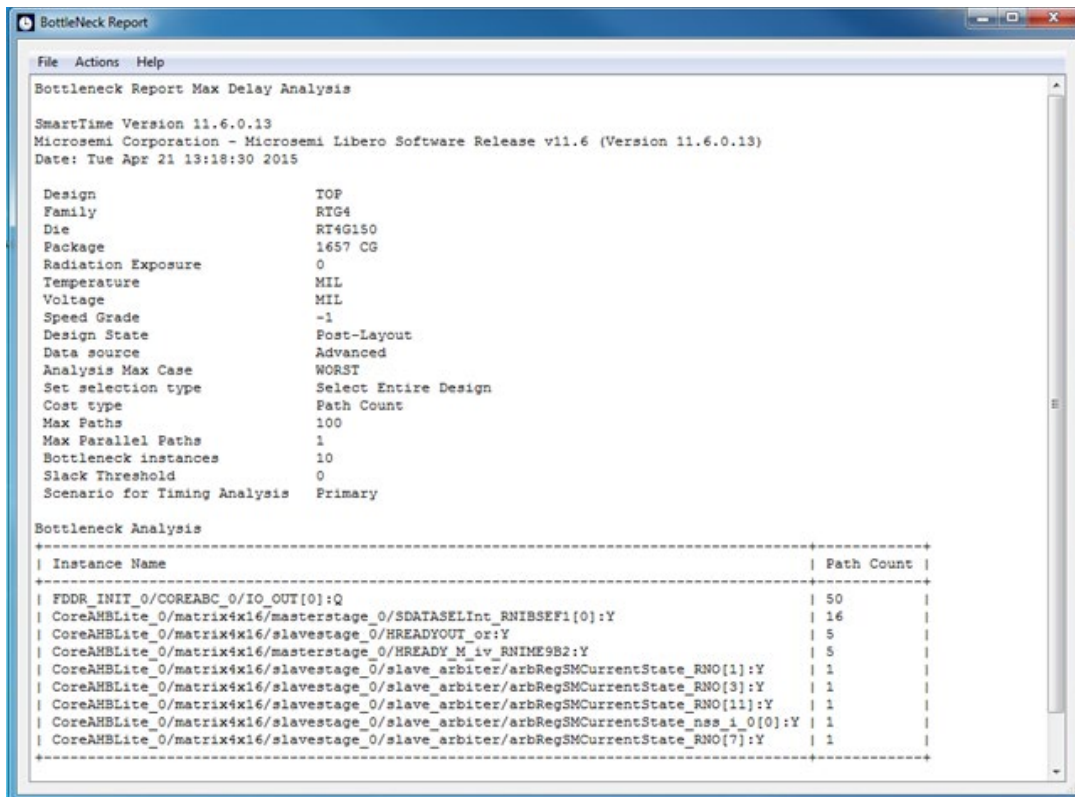 BottleNeck Report
File Actions Help
Bottleneck Report Max Delay Analysis
SmartTime Version 11.6.0.13
Microsemi Corporation - Microsemi Libero Software Release v11.6 (Version 11.6.0.13)
Date: Tue Apr 21 13:18:30 2015
Design TOP
Family RTG4
Die RT4G150
Package 1657 CG
Radiation Exposure 0
Temperature MIL
Voltage MIL
Speed Grade -1
Design State Post-Layout
Data source Advanced
Analysis Max Case WORST
Set selection type Select Entire Design
Cost type Path Count
Max Paths 100
Max Parallel Paths 1
Bottleneck instances 10
Slack Threshold 0
Scenario for Timing Analysis Primary
Bottleneck Analysis
| Instance Name | Path Count |
| FDDR_INIT_0/COREABC_0/IO_OUT[0]:Q | 50 |
| CoreAHBLite_0/matrix4x16/masterstage_0/SDATASELInt_RNIBSEF1[0]:Y | 16 |
| CoreAHBLite_0/matrix4x16/slavestage_0/HREADYOUT_or:Y | 5 |
| CoreAHBLite_0/matrix4x16/masterstage_0/HREADY_M_iv_RNIME9B2:Y | 5 |
| CoreAHBLite_0/matrix4x16/slavestage_0/slave_arbiter/arbRegSMCurrentState_RNO[1]:Y | 1 |
| CoreAHBLite_0/matrix4x16/slavestage_0/slave_arbiter/arbRegSMCurrentState_RNO[3]:Y | 1 |
| CoreAHBLite_0/matrix4x16/slavestage_0/slave_arbiter/arbRegSMCurrentState_RNO[11]:Y | 1 |
| CoreAHBLite_0/matrix4x16/slavestage_0/slave_arbiter/arbRegSMCurrentState_nss_i_0[0]:Y | 1 |
| CoreAHBLite_0/matrix4x16/slavestage_0/slave_arbiter/arbRegSMCurrentState_RNO[7]:Y | 1 |